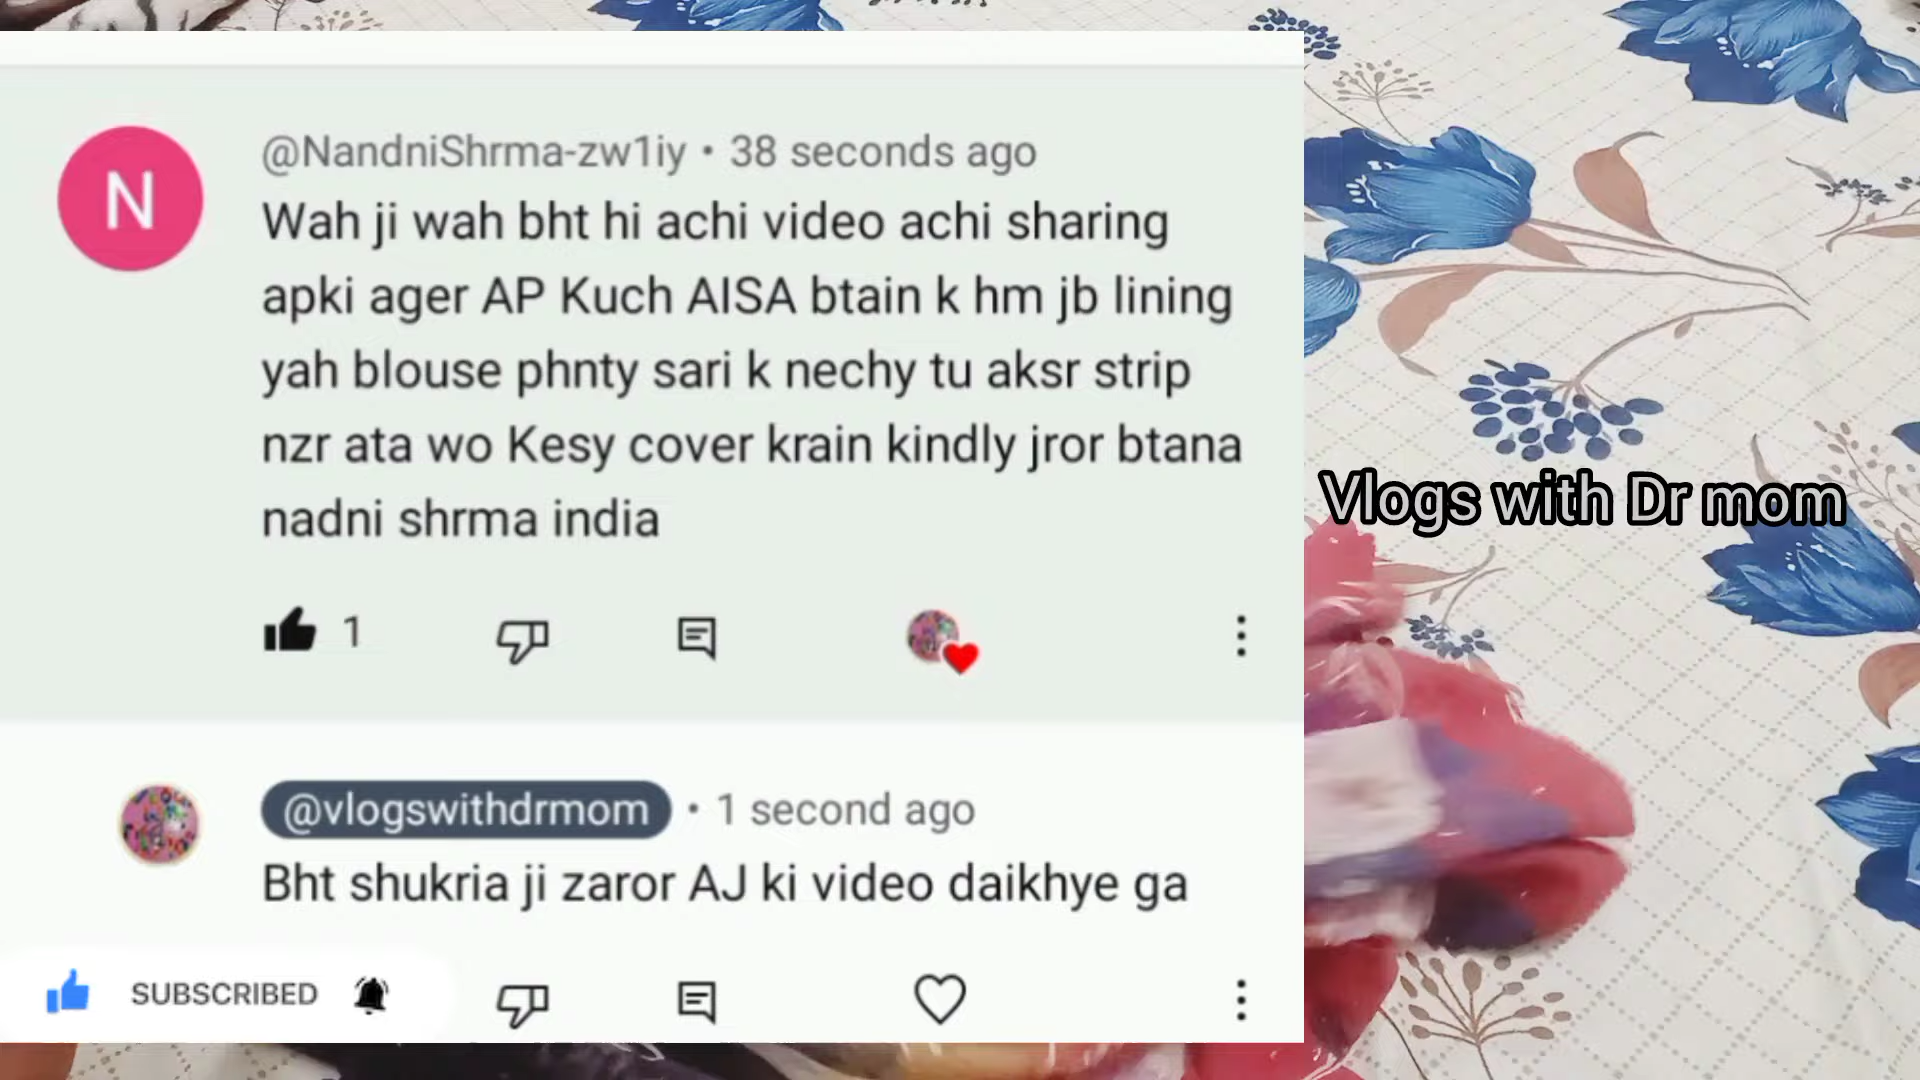 N
@NandniShrma-zw1iy • 38 seconds ago
Wah ji wah bht hi achi video achi sharing
apki ager AP Kuch AISA btain k hm jb lining
yah blouse phnty sari k nechy tu aksr strip
nzr ata wo Kesy cover krain kindly jror btana
nadni shrma india
1
Vlogs with Dr mom
@vlogswithdrmom • 1 second ago
Bht shukria ji zaror AJ ki video daikhye ga
SUBSCRIBED